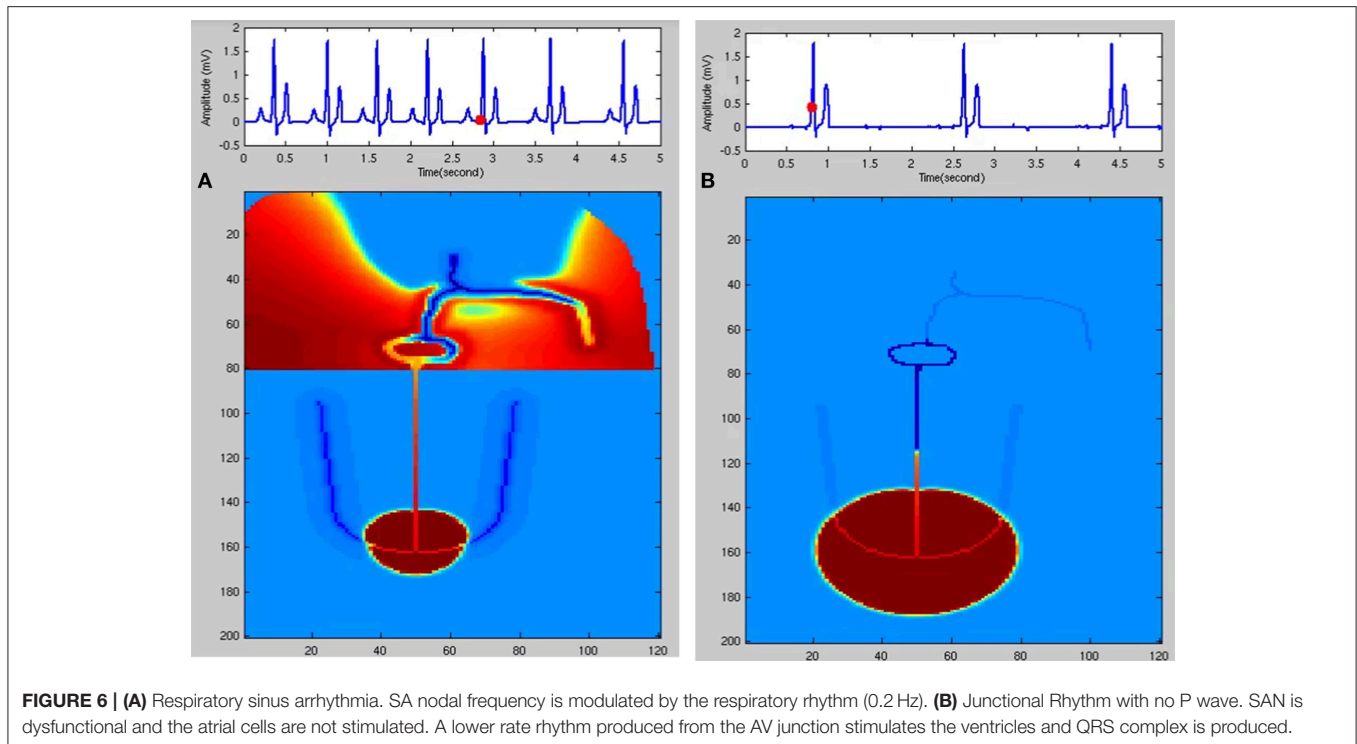 2
1.5
1
0.5
0
-0.5
Amplitude (mV)
0 0.5 1 1.5 2 2.5 3 3.5 4 4.5 5
Time(second)
A
20
40
60
80
100
120
140
160
180
200
20 40 60 80 100 120
2
1.5
1
0.5
0
-0.5
Amplitude (mV)
0 0.5 1 1.5 2 2.5 3 3.5 4 4.5 5
Time(second)
B
20
40
60
80
100
120
140
160
180
200
20 40 60 80 100 120
FIGURE 6 | (A) Respiratory sinus arrhythmia. SA nodal frequency is modulated by the respiratory rhythm (0.2 Hz). (B) Junctional Rhythm with no P wave. SAN is
dysfunctional and the atrial cells are not stimulated. A lower rate rhythm produced from the AV junction stimulates the ventricles and QRS complex is produced.